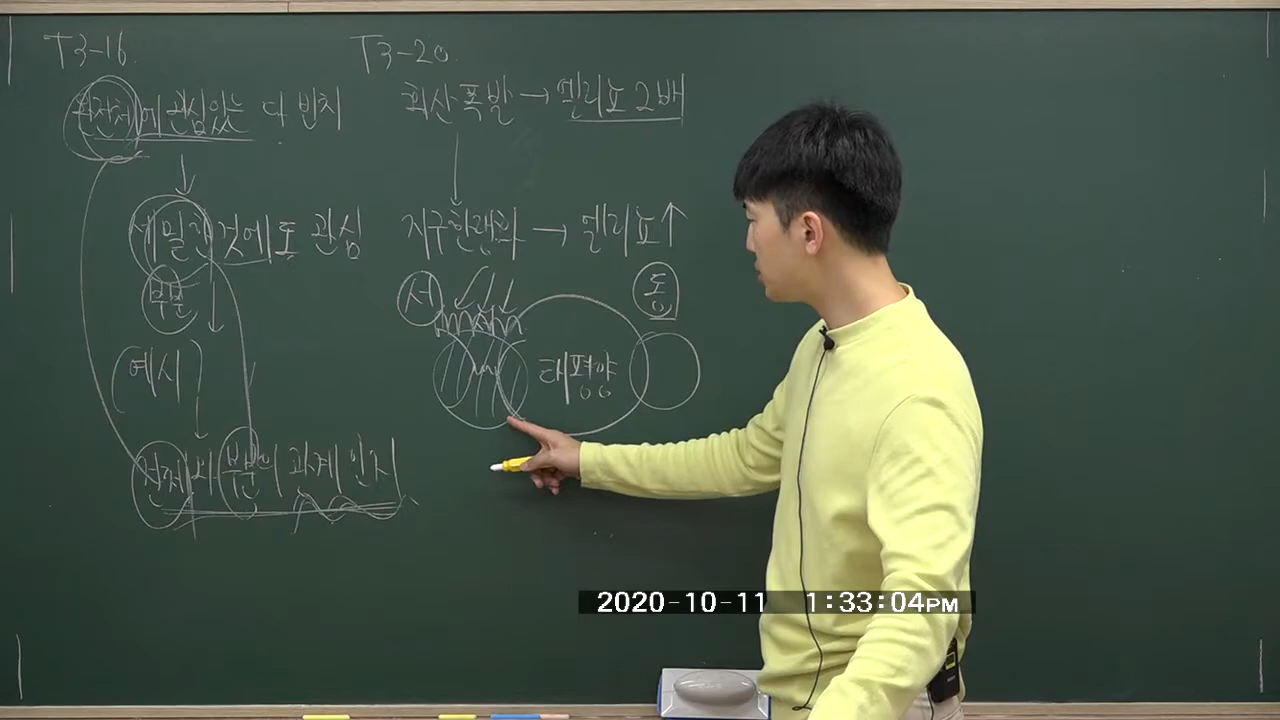 T3-16.
전체에 관심있는 다빈치
세밀한 것에도 관심
부분
(예시)
전체와 부분의 관계 인지
T3-20.
화산폭발 → 엘리뇨 2배
지구한랭화 → 엘리뇨↑
서
동
태평양
2020-10-11 1:33:04PM